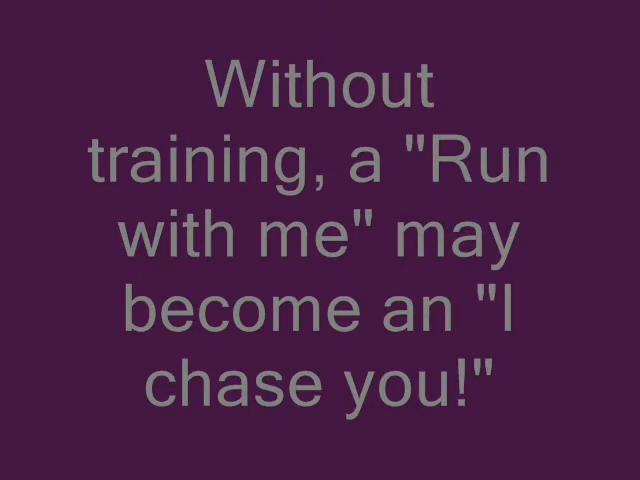 Without
training, a "Run
with me" may
become an "I
chase you!"